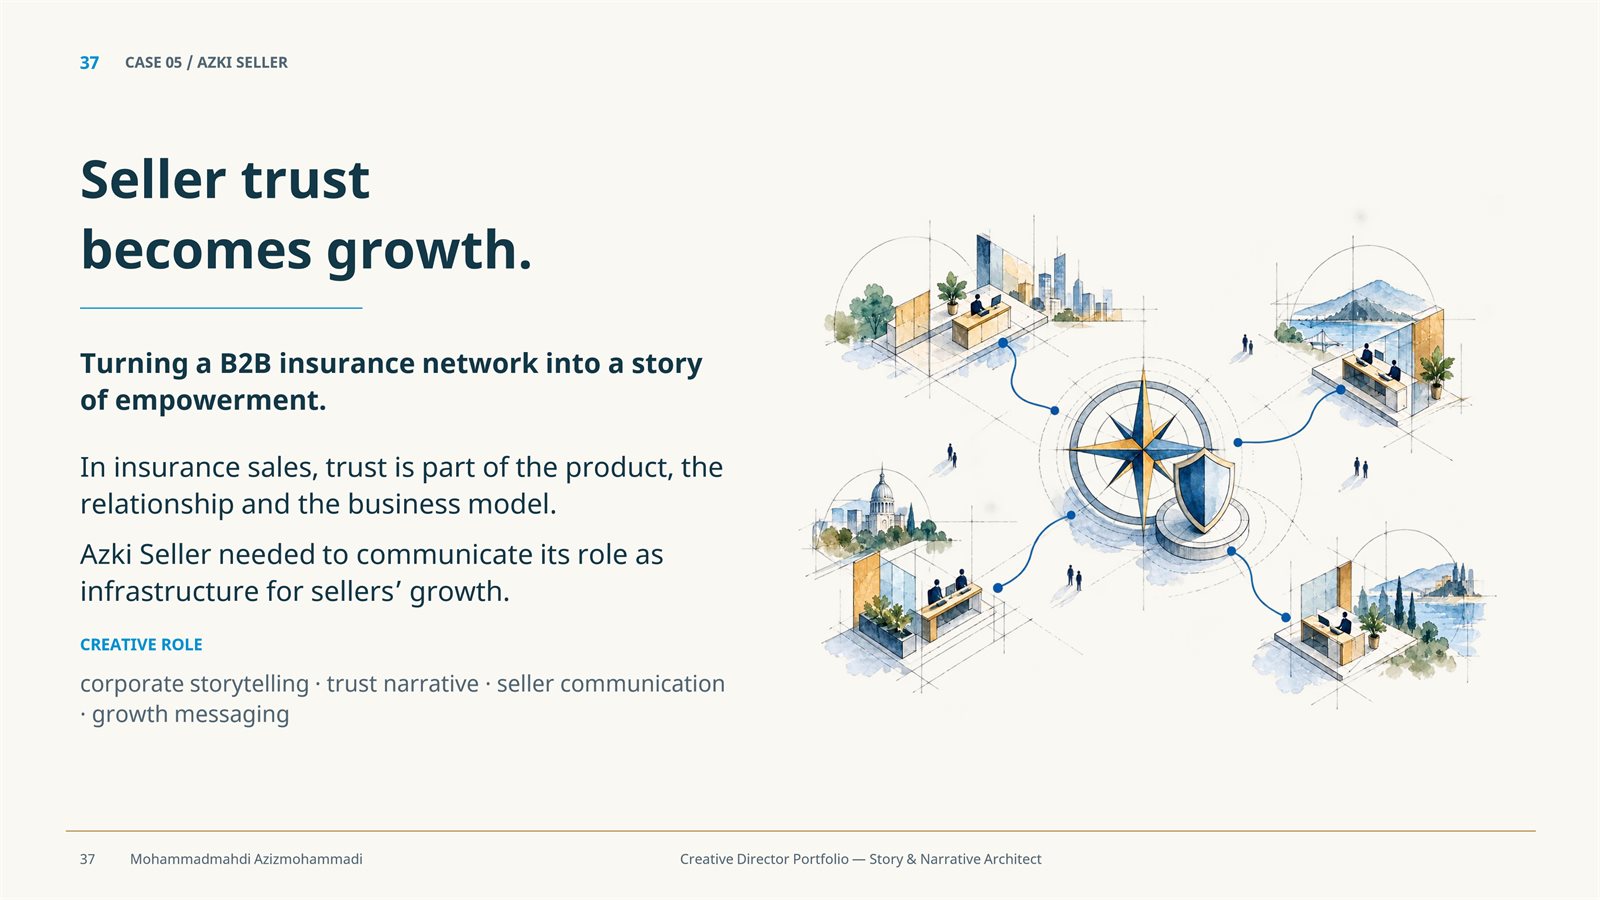 37 CASE 05 / AZKI SELLER
Seller trust
becomes growth.
Turning a B2B insurance network into a story
of empowerment.
In insurance sales, trust is part of the product, the
relationship and the business model.
Azki Seller needed to communicate its role as
infrastructure for sellers’ growth.
CREATIVE ROLE
corporate storytelling · trust narrative · seller communication
· growth messaging
37 Mohammadmahdi Azizmohammadi Creative Director Portfolio — Story & Narrative Architect